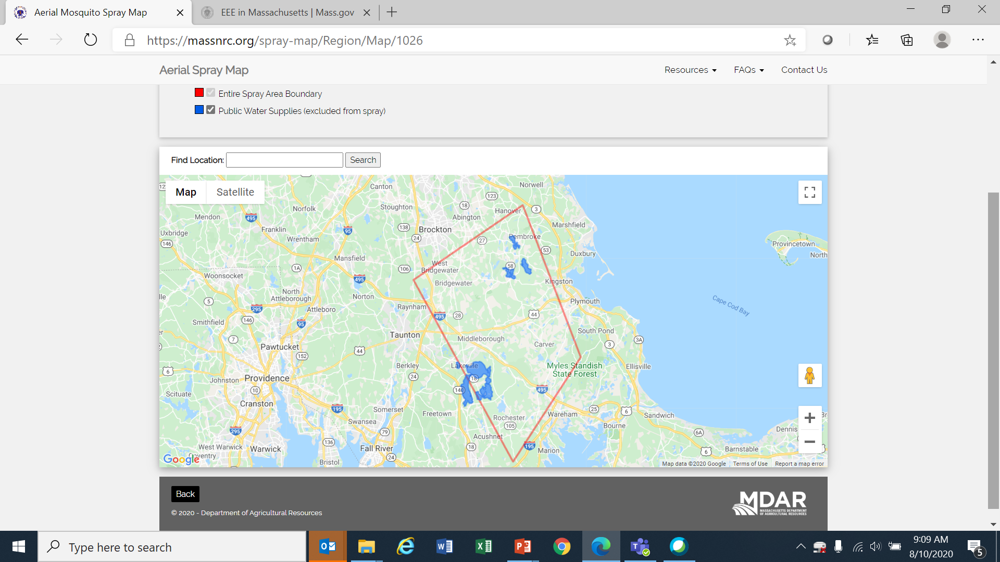 Aerial Mosquito Spray Map
EEE in Massachusetts | Mass.gov
https://massnrc.org/spray-map/Region/Map/1026
Aerial Spray Map
Resources
FAQs
Contact Us
Entire Spray Area Boundary
Public Water Supplies (excluded from spray)
Find Location:
Search
Map
Satellite
Canton
Norwell
123
Norfolk
Stoughton
18
Hanover
3
Mendon
495
Abington
Uxbridge
Franklin
95
138
Brockton
Marshfield
146
Wrentham
24
27
Pembroke
Provincetown
53
North
Mansfield
Duxbury
West
Bridgewater
1A
106
58
Woonsocket
495
Bridgewater
Kingston
North
Attleborough
Norton
Cape Cod Bay
5
295
Attleboro
Raynham
Plymouth
495
28
44
Smithfield
146
95
South Pond
7
Taunton
Middleborough
3
3A
Pawtucket
44
Carver
152
6
Providence
Berkley
Lakeville
Myles Standish
State Forest
Ellisville
Johnston
24
18
10
140
495
Scituate
Cranston
195
Somerset
Freetown
Rochester
Wareham
25
6
Sandwich
Swansea
105
Bourne
295
79
Acushnet
6A
Dennis
West Warwick
Warwick
136
Fall River
18
195
Marion
6
Barnstable
Coventry
Bristol
24
Google
Map data ©2020 Google
Terms of Use
Report a map error
Back
© 2020 - Department of Agricultural Resources
MDAR
MASSACHUSETTS DEPARTMENT
OF AGRICULTURAL RESOURCES
Type here to search
9:09 AM
8/10/2020
5